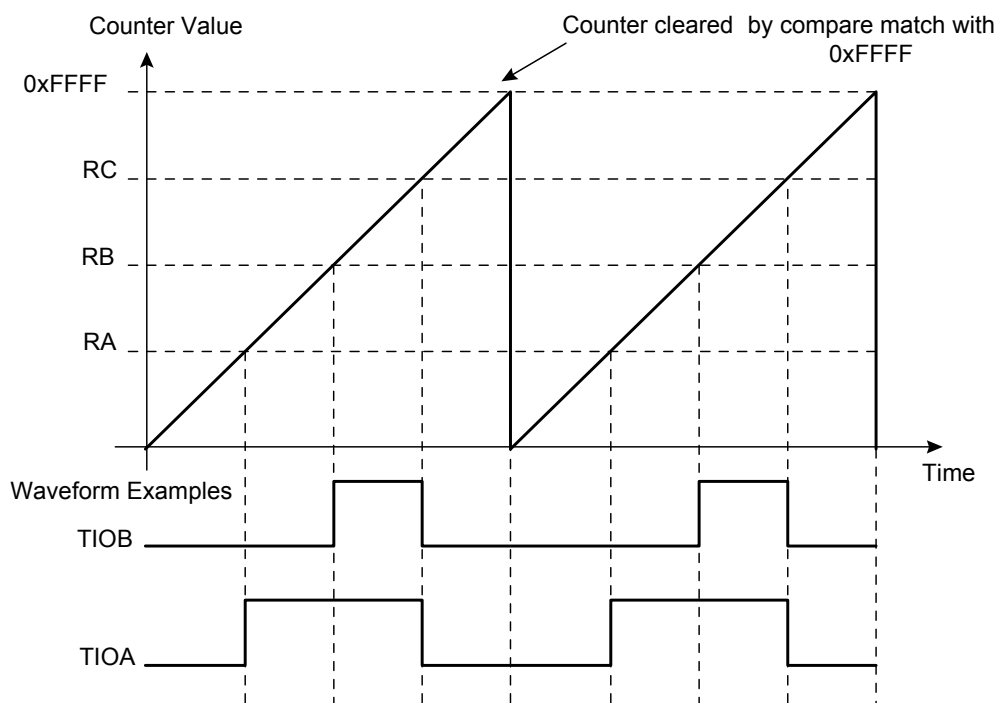 Counter Value
Counter cleared by compare match with
0xFFFF
0xFFFF
RC
RB
RA
Time
Waveform Examples
TIOB
TIOA